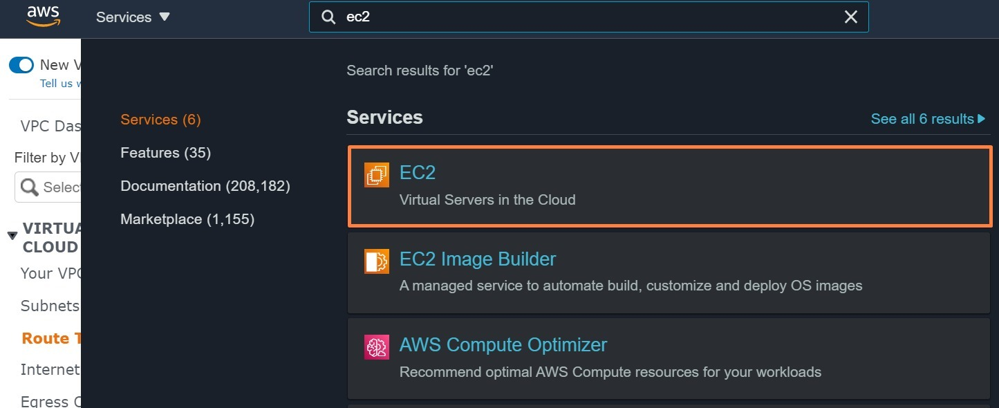 aws
Services
ec2
New V
Tell us
VPC Das
Filter by V
Selec
VIRTUA
CLOUD
Your VPC
Subnets
Route T
Internet
Egress
Services (6)
Features (35)
Documentation (208,182)
Marketplace (1,155)
Search results for 'ec2'
Services
See all 6 results
EC2
Virtual Servers in the Cloud
EC2 Image Builder
A managed service to automate build, customize and deploy OS images
AWS Compute Optimizer
Recommend optimal AWS Compute resources for your workloads